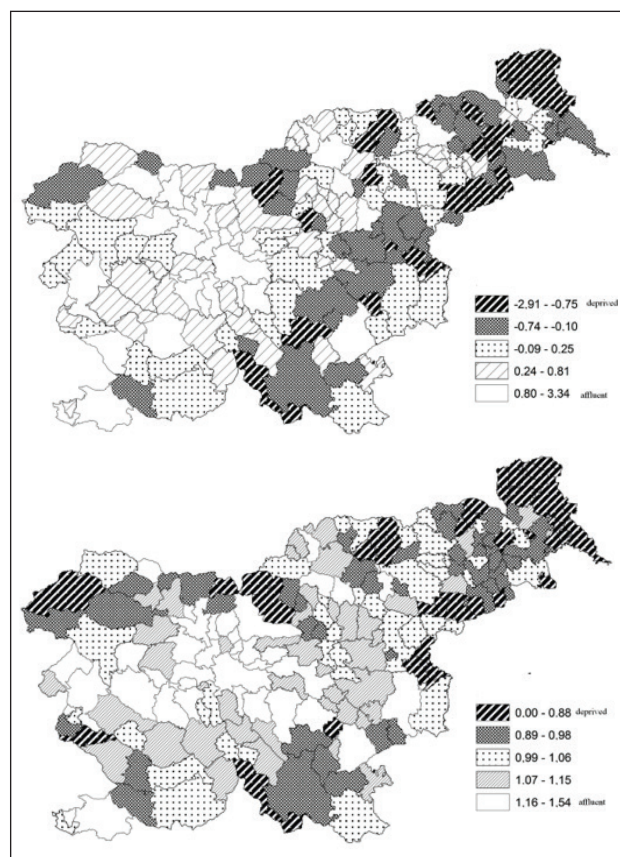 -2.91 - -0.75 deprived
-0.74 - -0.10
-0.09 - 0.25
0.24 - 0.81
0.80 - 3.34 affluent
0.00 - 0.88 deprived
0.89 - 0.98
0.99 - 1.06
1.07 - 1.15
1.16 - 1.54 affluent